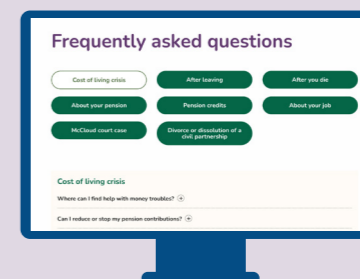 Frequently asked questions
Cost of living crisis
After leaving
After you die
About your pension
Pension credits
About your job
McCloud court case
Divorce or dissolution of a
civil partnership
Cost of living crisis
Where can I find help with money troubles?
Can I reduce or stop my pension contributions?